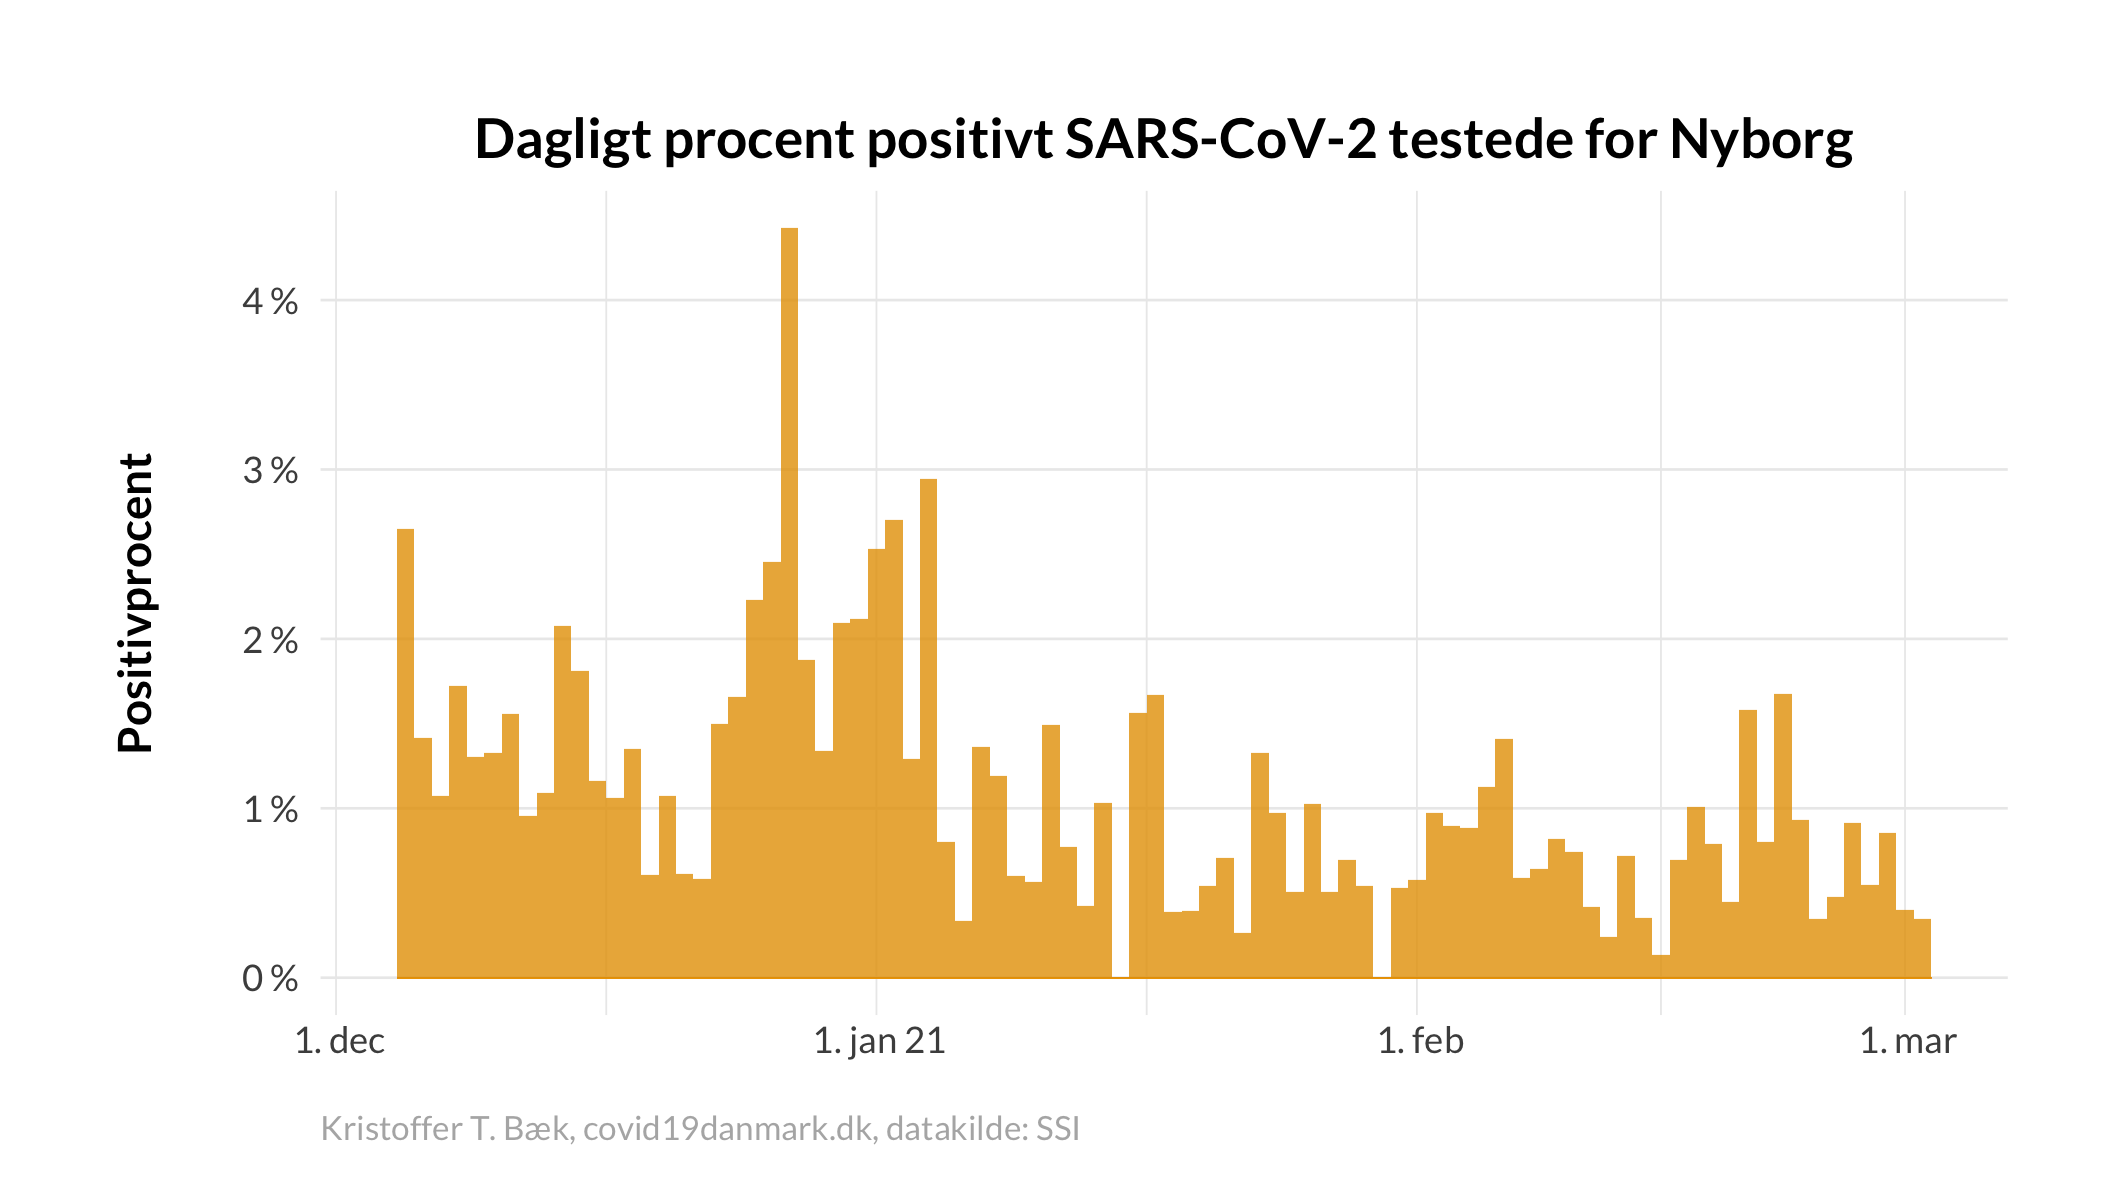 Dagligt procent positivt SARS-CoV-2 testede for Nyborg
Positivprocent
4 %
3 %
2 %
1 %
0 %
1. dec
1. jan 21
1. feb
1. mar
Kristoffer T. Bæk, covid19danmark.dk, datakilde: SSI